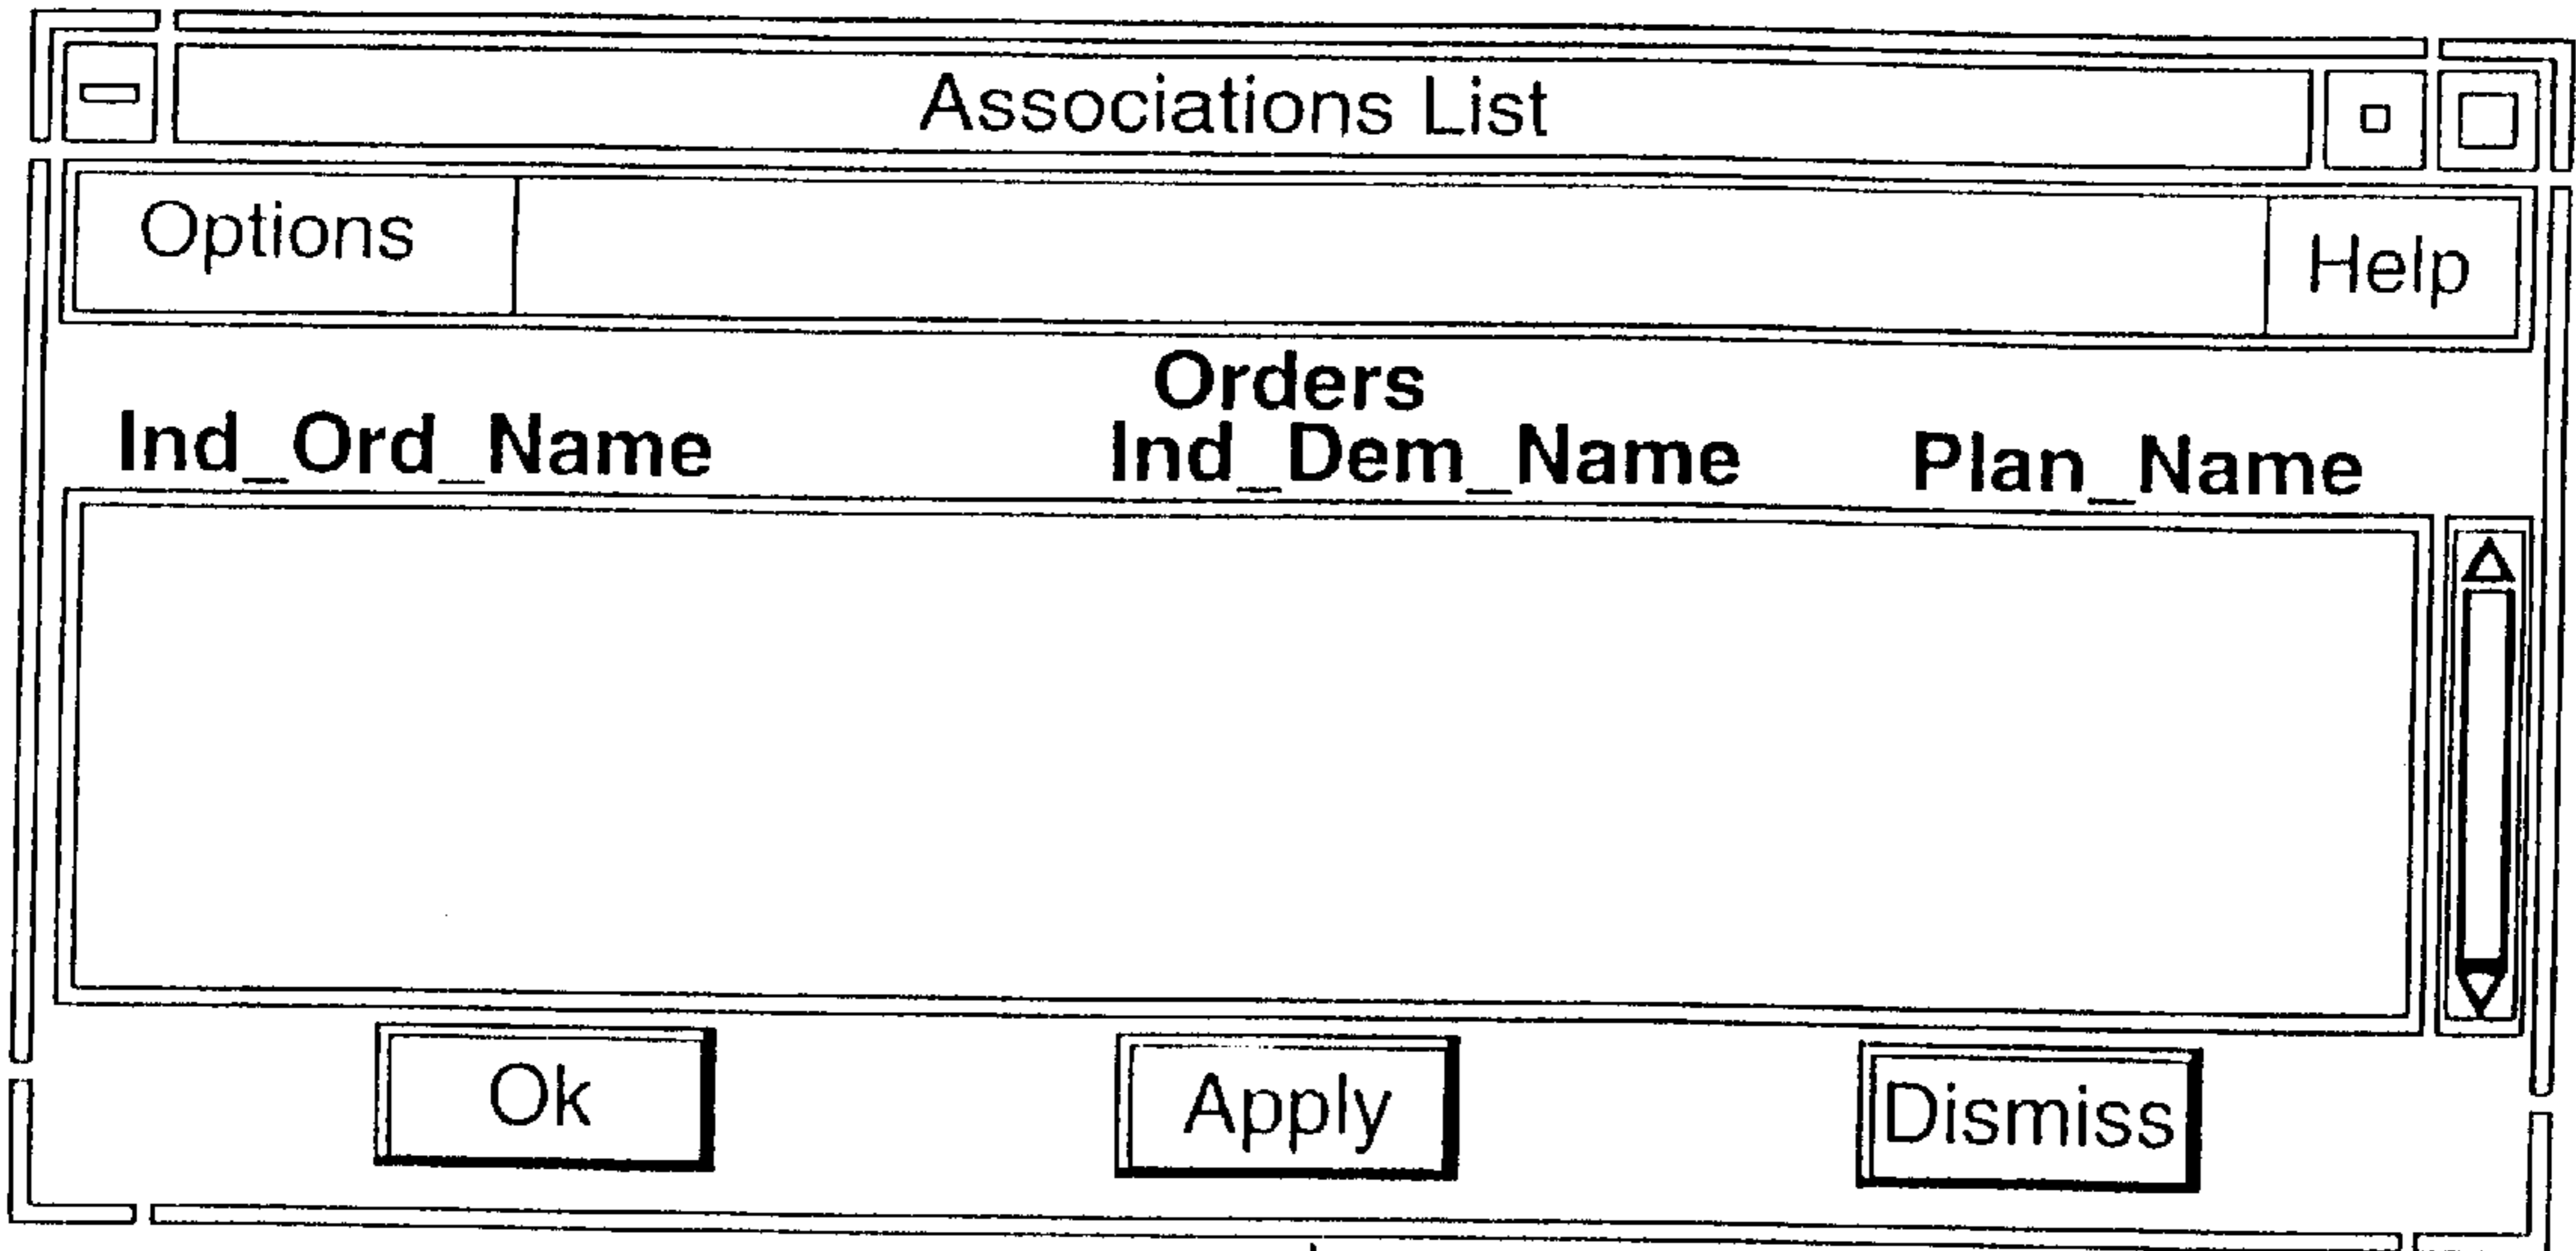 Associations List
Options Help
Orders
Ind_Ord_Name Ind_Dem_Name Plan_Name
Ok Apply Dismiss